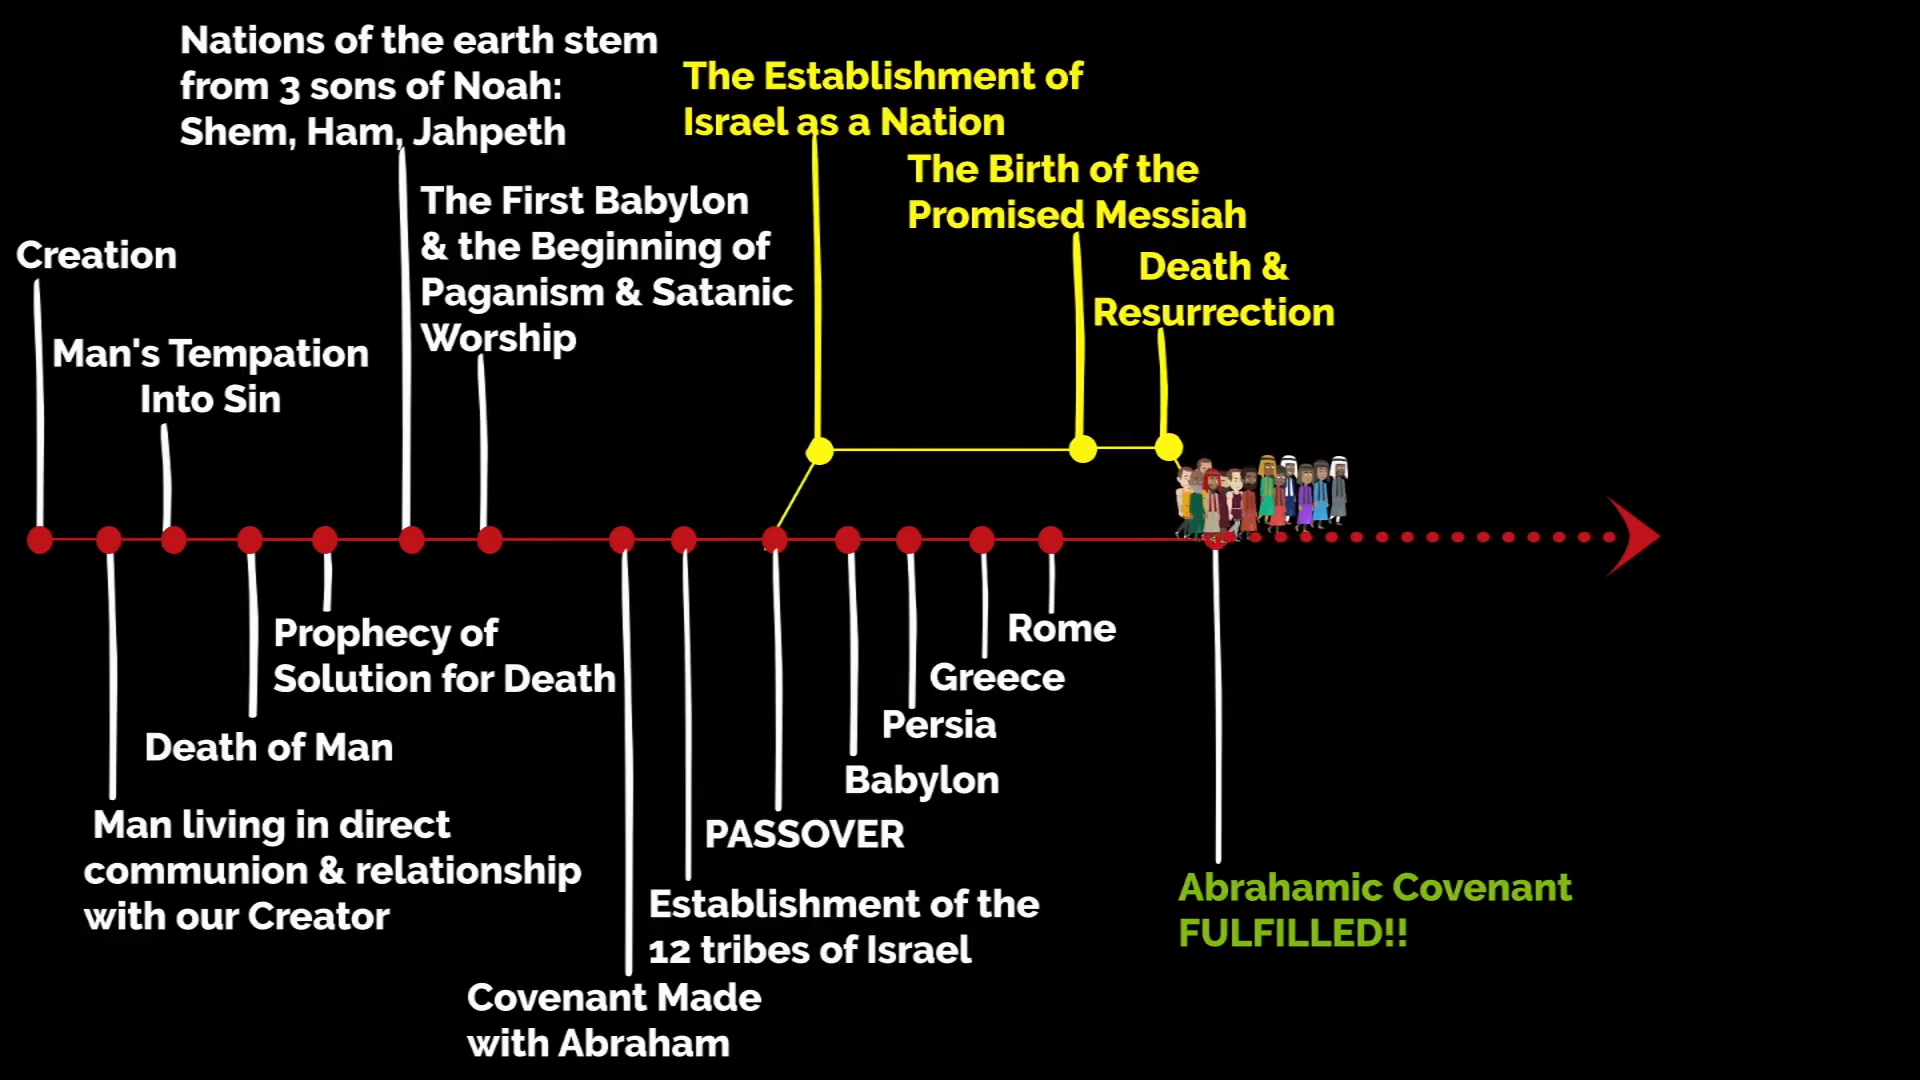 Nations of the earth stem
from 3 sons of Noah:
Shem, Ham, Jahpeth
The Establishment of
Israel as a Nation
The Birth of the
Promised Messiah
The First Babylon
& the Beginning of
Paganism & Satanic
Worship
Creation
Death &
Resurrection
Man's Tempation
Into Sin
Prophecy of
Solution for Death
Rome
Greece
Persia
Death of Man
Babylon
Man living in direct
communion & relationship
with our Creator
PASSOVER
Establishment of the
12 tribes of Israel
Abrahamic Covenant
FULFILLED!!
Covenant Made
with Abraham